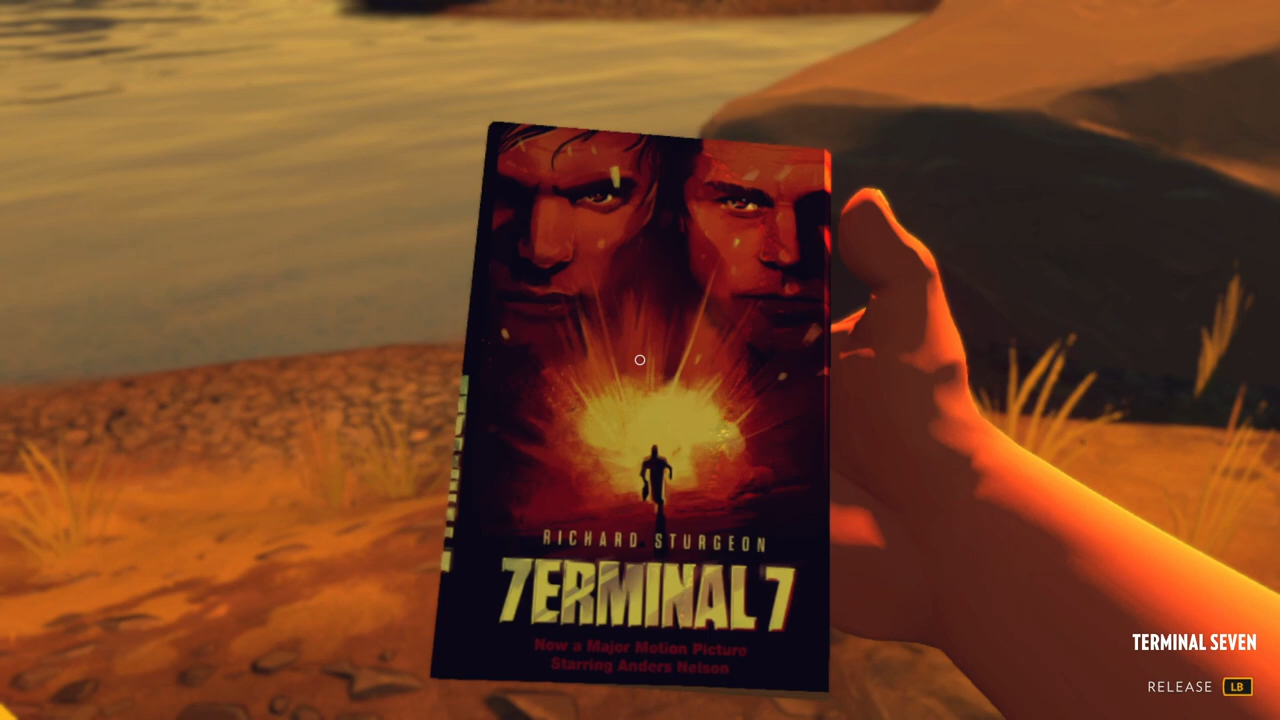 RICHARD STURGEON
7ERMINAL 7
Now a Major Motion Picture
Starring Anders Nelson
TERMINAL SEVEN
RELEASE LB